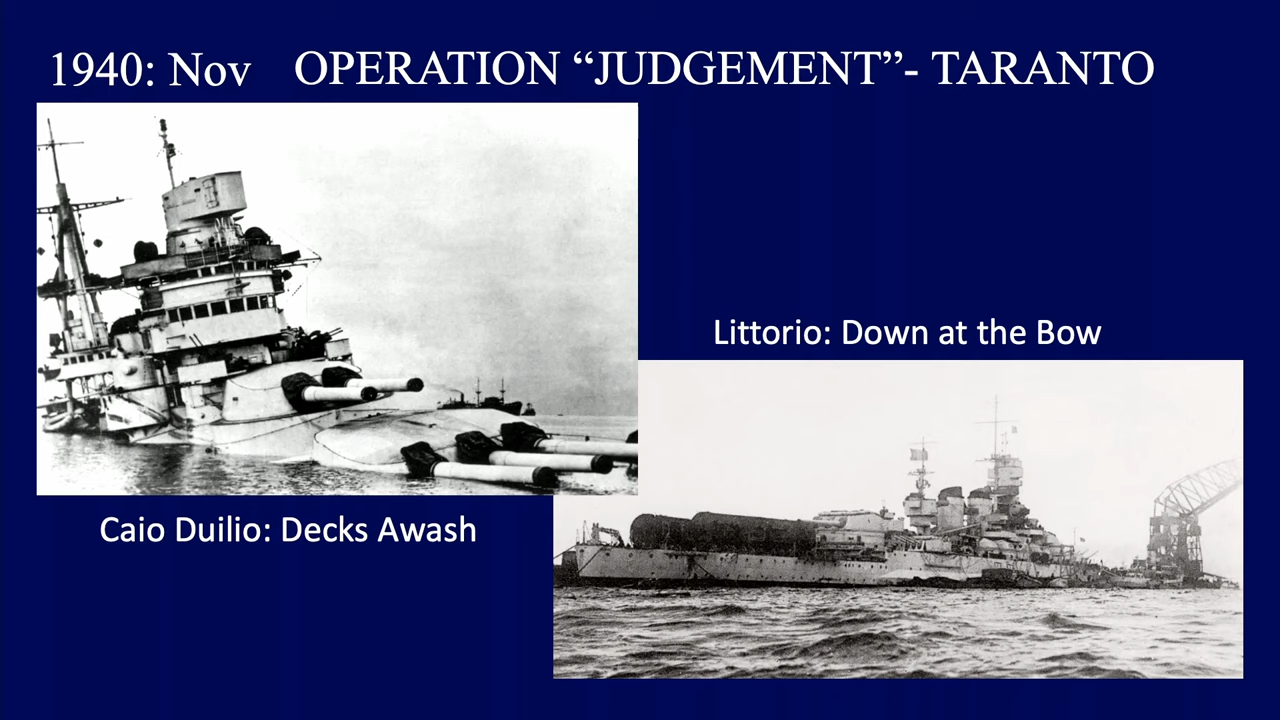 1940: Nov OPERATION “JUDGEMENT”- TARANTO
Littorio: Down at the Bow
Caio Duilio: Decks Awash